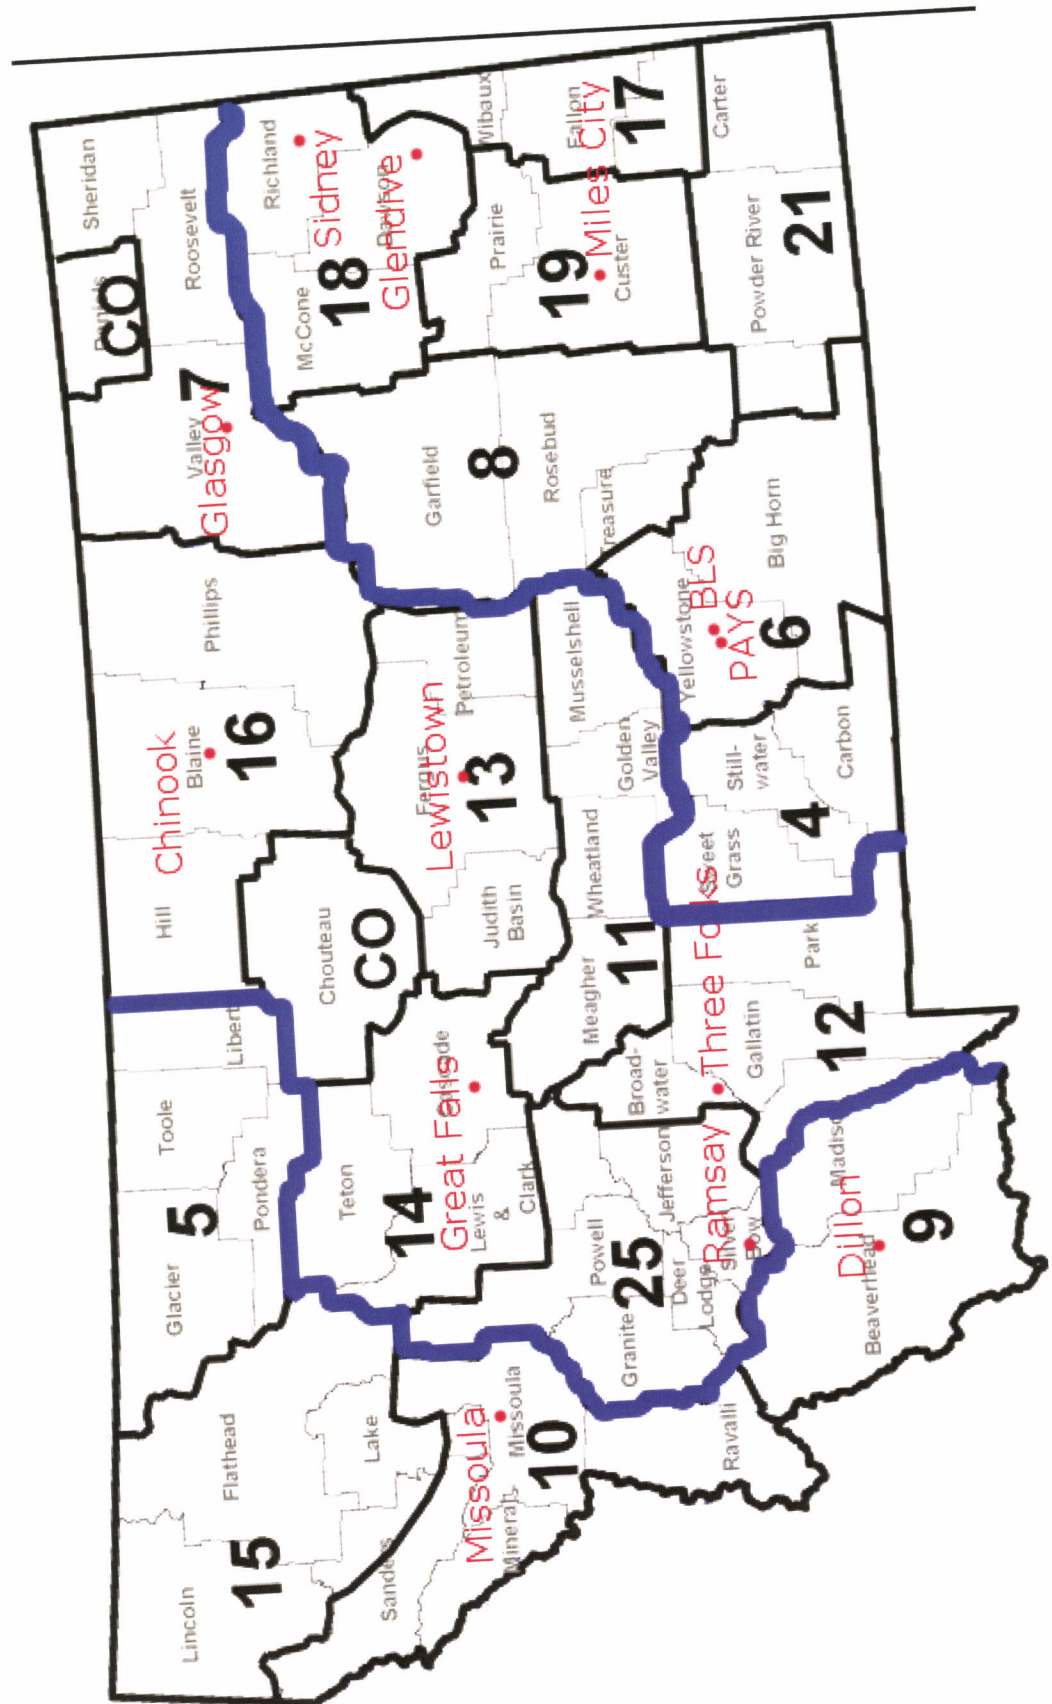 Lincoln
Flathead
15
Lake
Sanders
Glacier
Toole
Libert
5
Pondera
Hill
Chinook
Blaine
16
Phillips
Valley
7
Glasgow
CO
Sheridan
Roosevelt
Richland
Sidney
McCone
18
Glendive
Wibaux
Teton
Chouteau
CO
14
Great Falls
Lewis
&
Clark
Judith
Basin
Fergus
Lewistown
13
Petroleum
Garfield
8
Rosebud
Treasure
Prairie
19
Custer
Miles City
Fallon
17
Missoula
Missoula
10
Mineral
Ravalli
Powell
25
Granite
Deer
Lodge
Silver
Bow
Ramsay
Jefferson
Broad-
water
Meagher
11
Wheatland
Golden
Valley
Musselshell
Three Forks
Gallatin
12
Park
Sweet
Grass
4
Still-
water
Carbon
Yellowstone
BLS
PAYS
6
Big Horn
Powder River
21
Carter
Madiso
Dillon
Beaverhead
9